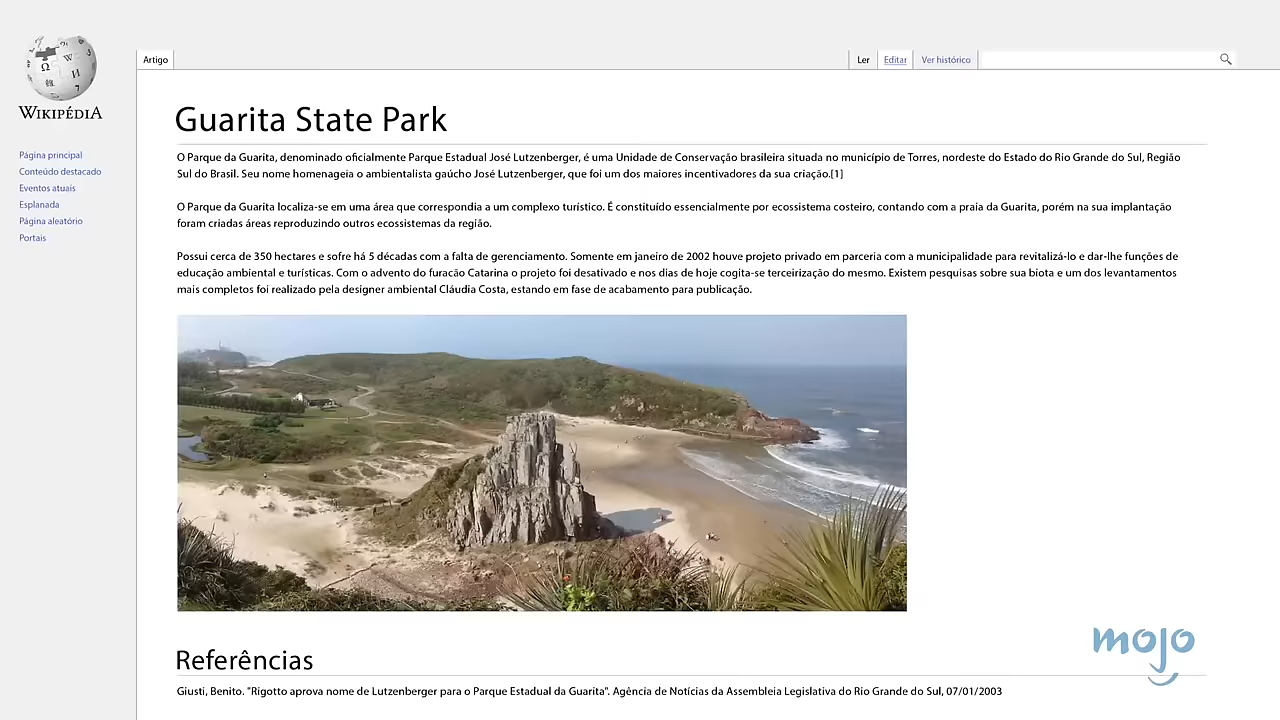 WIKIPÉDIA
Página principal
Conteúdo destacado
Eventos atuais
Esplanada
Página aleatório
Portais
Artigo
Ler
Editar
Ver histórico
Guarita State Park
O Parque da Guarita, denominado oficialmente Parque Estadual José Lutzenberger, é uma Unidade de Conservação brasileira situada no município de Torres, nordeste do Estado do Rio Grande do Sul, Região
Sul do Brasil. Seu nome homenageia o ambientalista gaúcho José Lutzenberger, que foi um dos maiores incentivadores da sua criação.[1]
O Parque da Guarita localiza-se em uma área que correspondia a um complexo turístico. É constituído essencialmente por ecossistema costeiro, contando com a praia da Guarita, porém na sua implantação
foram criadas áreas reproduzindo outros ecossistemas da região.
Possui cerca de 350 hectares e sofre há 5 décadas com a falta de gerenciamento. Somente em janeiro de 2002 houve projeto privado em parceria com a municipalidade para revitalizá-lo e dar-lhe funções de
educação ambiental e turísticas. Com o advento do furacão Catarina o projeto foi desativado e nos dias de hoje cogita-se terceirização do mesmo. Existem pesquisas sobre sua biota e um dos levantamentos
mais completos foi realizado pela designer ambiental Cláudia Costa, estando em fase de acabamento para publicação.
Referências
Giusti, Benito. "Rigotto aprova nome de Lutzenberger para o Parque Estadual da Guarita". Agência de Notícias da Assembleia Legislativa do Rio Grande do Sul, 07/01/2003
mojo